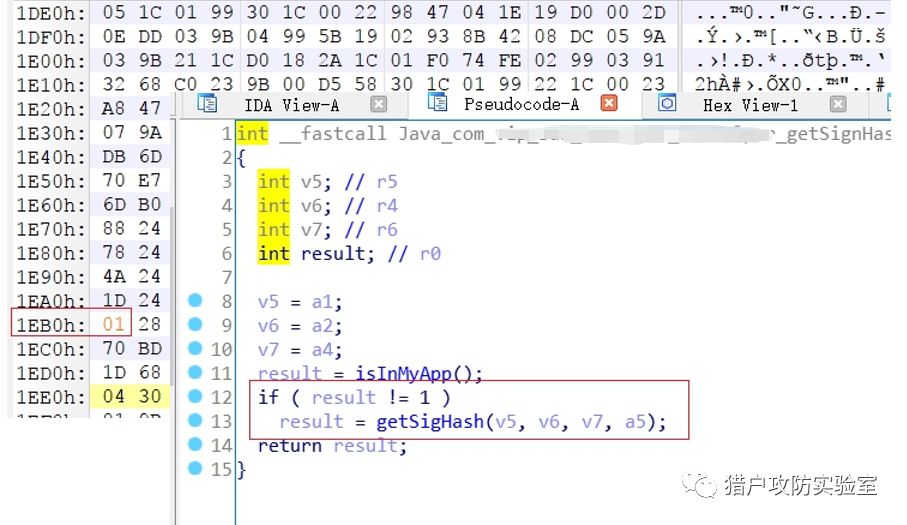 1DE0h: 05 1C 01 99 30 1C 00 22 98 47 04 1E 19 D0 00 2D ...™0.."˜G...Ð.-
1DF0h: 0E DD 03 9B 04 99 5B 19 02 93 8B 42 08 DC 05 9A .Ý.›.™[..“‹B.Ü.š
1E00h: 03 9B 21 1C D0 18 2A 1C 01 F0 74 FE 02 99 03 91 .›!.Ð.*..ðtþ.™.‘
1E10h: 32 68 C0 23 9B 00 D5 58 30 1C 01 99 22 1C 00 23 2hÀ#›.ÕX0..™"..#
1E20h: A8 47
1E30h: 07 9A
1E40h: DB 6D
1E50h: 70 E7
1E60h: 6D B0
1E70h: 88 24
1E80h: 78 24
1E90h: 4A 24
1EA0h: 1D 24
1EB0h: 01 28
1EC0h: 70 BD
1ED0h: 1D 68
1EE0h: 04 30
IDA View-A Pseudocode-A Hex View-1
1 int __fastcall Java_com_ _getSignHas
2 {
3 int v5; // r5
4 int v6; // r4
5 int v7; // r6
6 int result; // r0
7
8 v5 = a1;
9 v6 = a2;
10 v7 = a4;
11 result = isInMyApp();
12 if ( result != 1 )
13 result = getSigHash(v5, v6, v7, a5);
14 return result;
15 }
猎户攻防实验室